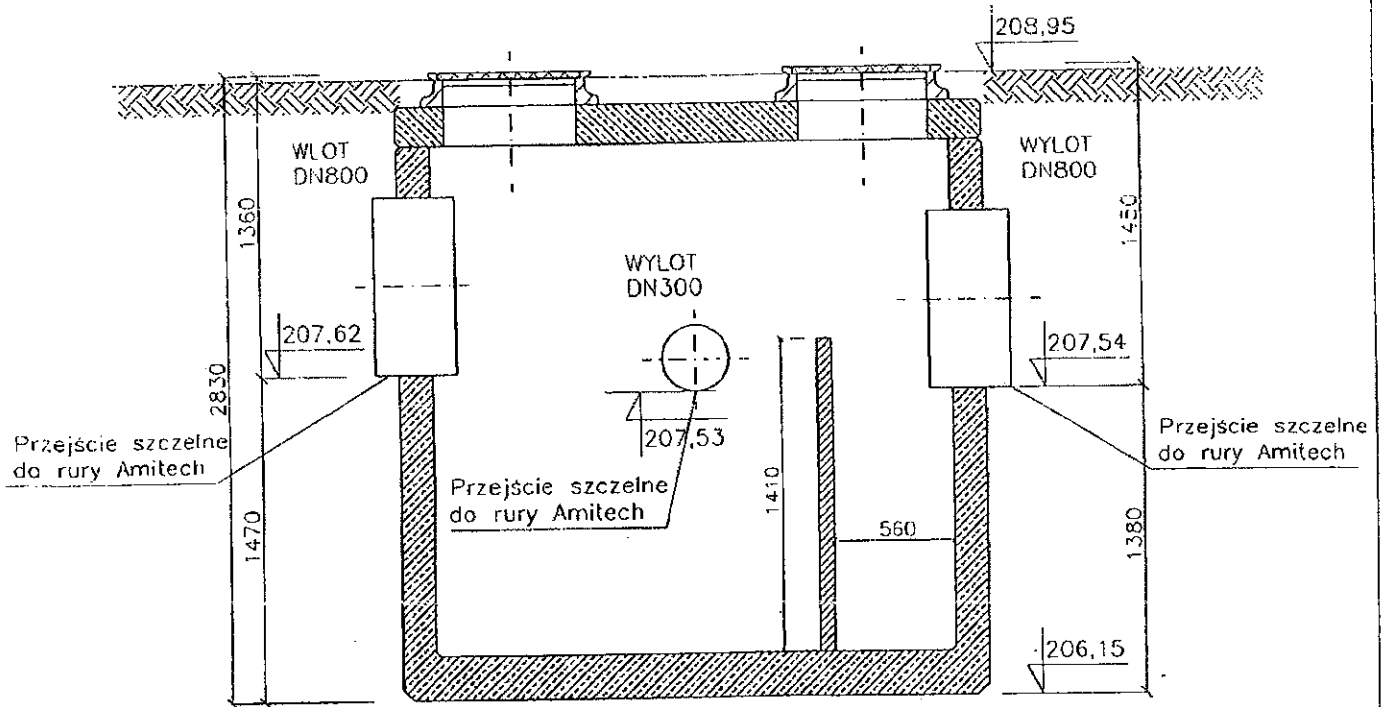 208,95
WLOT
DN800
WYLOT
DN800
1360
1450
WYLOT
DN300
207,62
207,54
2830
207,53
Przejście szczelne
do rury Amitech
Przejście szczelne
do rury Amitech
Przejście szczelne
do rury Amitech
1410
1470
560
1380
206,15